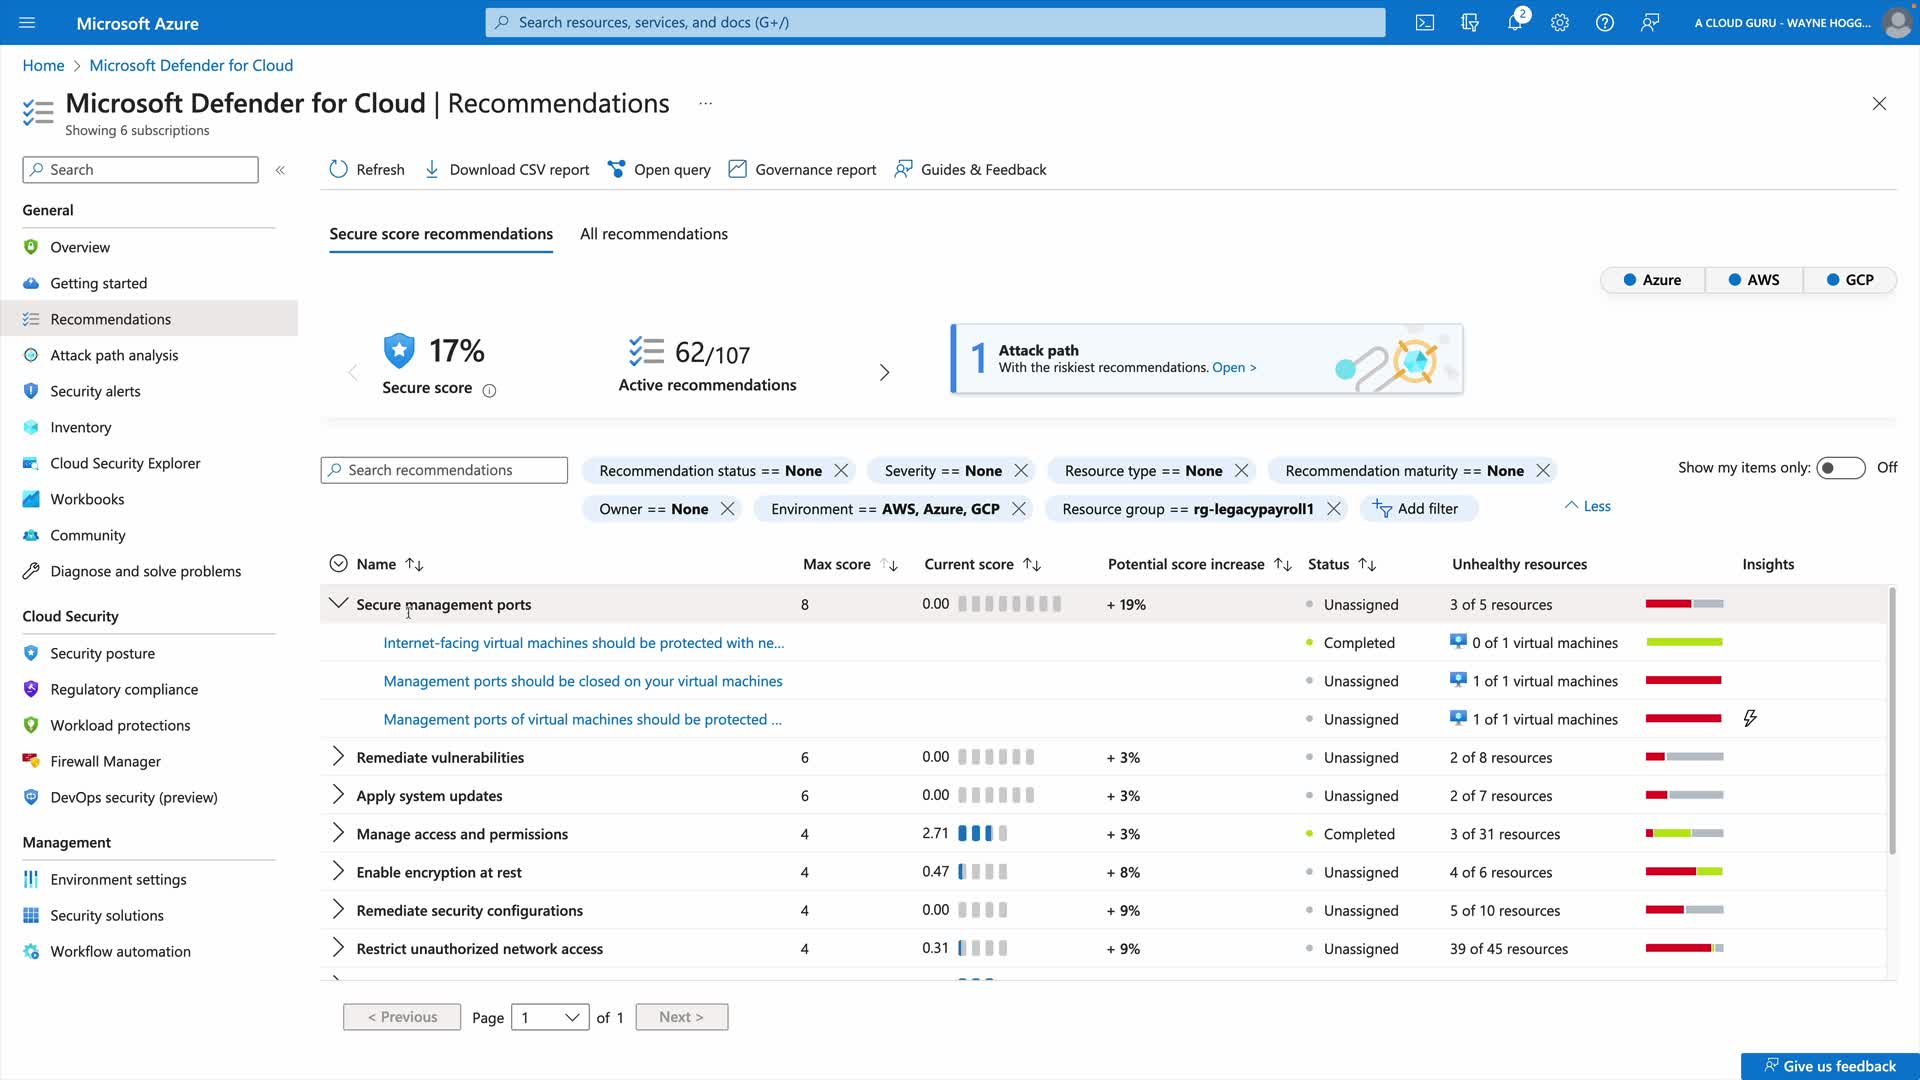 Microsoft Azure
Search resources, services, and docs (G+/)
2
A CLOUD GURU - WAYNE HOGG...
Home > Microsoft Defender for Cloud
Microsoft Defender for Cloud | Recommendations ...
Showing 6 subscriptions
Search
«
General
Overview
Getting started
Recommendations
Attack path analysis
Security alerts
Inventory
Cloud Security Explorer
Workbooks
Community
Diagnose and solve problems
Cloud Security
Security posture
Regulatory compliance
Workload protections
Firewall Manager
DevOps security (preview)
Management
Environment settings
Security solutions
Workflow automation
Refresh Download CSV report Open query Governance report Guides & Feedback
Secure score recommendations All recommendations
Azure AWS GCP
17%
Secure score
62/107
Active recommendations
1 Attack path
With the riskiest recommendations. Open >
Search recommendations
Recommendation status == None Severity == None Resource type == None Recommendation maturity == None
Show my items only: Off
Owner == None Environment == AWS, Azure, GCP Resource group == rg-legacypayroll1 Add filter Less
Name Max score Current score Potential score increase Status Unhealthy resources Insights
Secure management ports 8 0.00 + 19% Unassigned 3 of 5 resources
Internet-facing virtual machines should be protected with ne... Completed 0 of 1 virtual machines
Management ports should be closed on your virtual machines Unassigned 1 of 1 virtual machines
Management ports of virtual machines should be protected ... Unassigned 1 of 1 virtual machines
Remediate vulnerabilities 6 0.00 + 3% Unassigned 2 of 8 resources
Apply system updates 6 0.00 + 3% Unassigned 2 of 7 resources
Manage access and permissions 4 2.71 + 3% Completed 3 of 31 resources
Enable encryption at rest 4 0.47 + 8% Unassigned 4 of 6 resources
Remediate security configurations 4 0.00 + 9% Unassigned 5 of 10 resources
Restrict unauthorized network access 4 0.31 + 9% Unassigned 39 of 45 resources
< Previous Page 1 of 1 Next >
Give us feedback